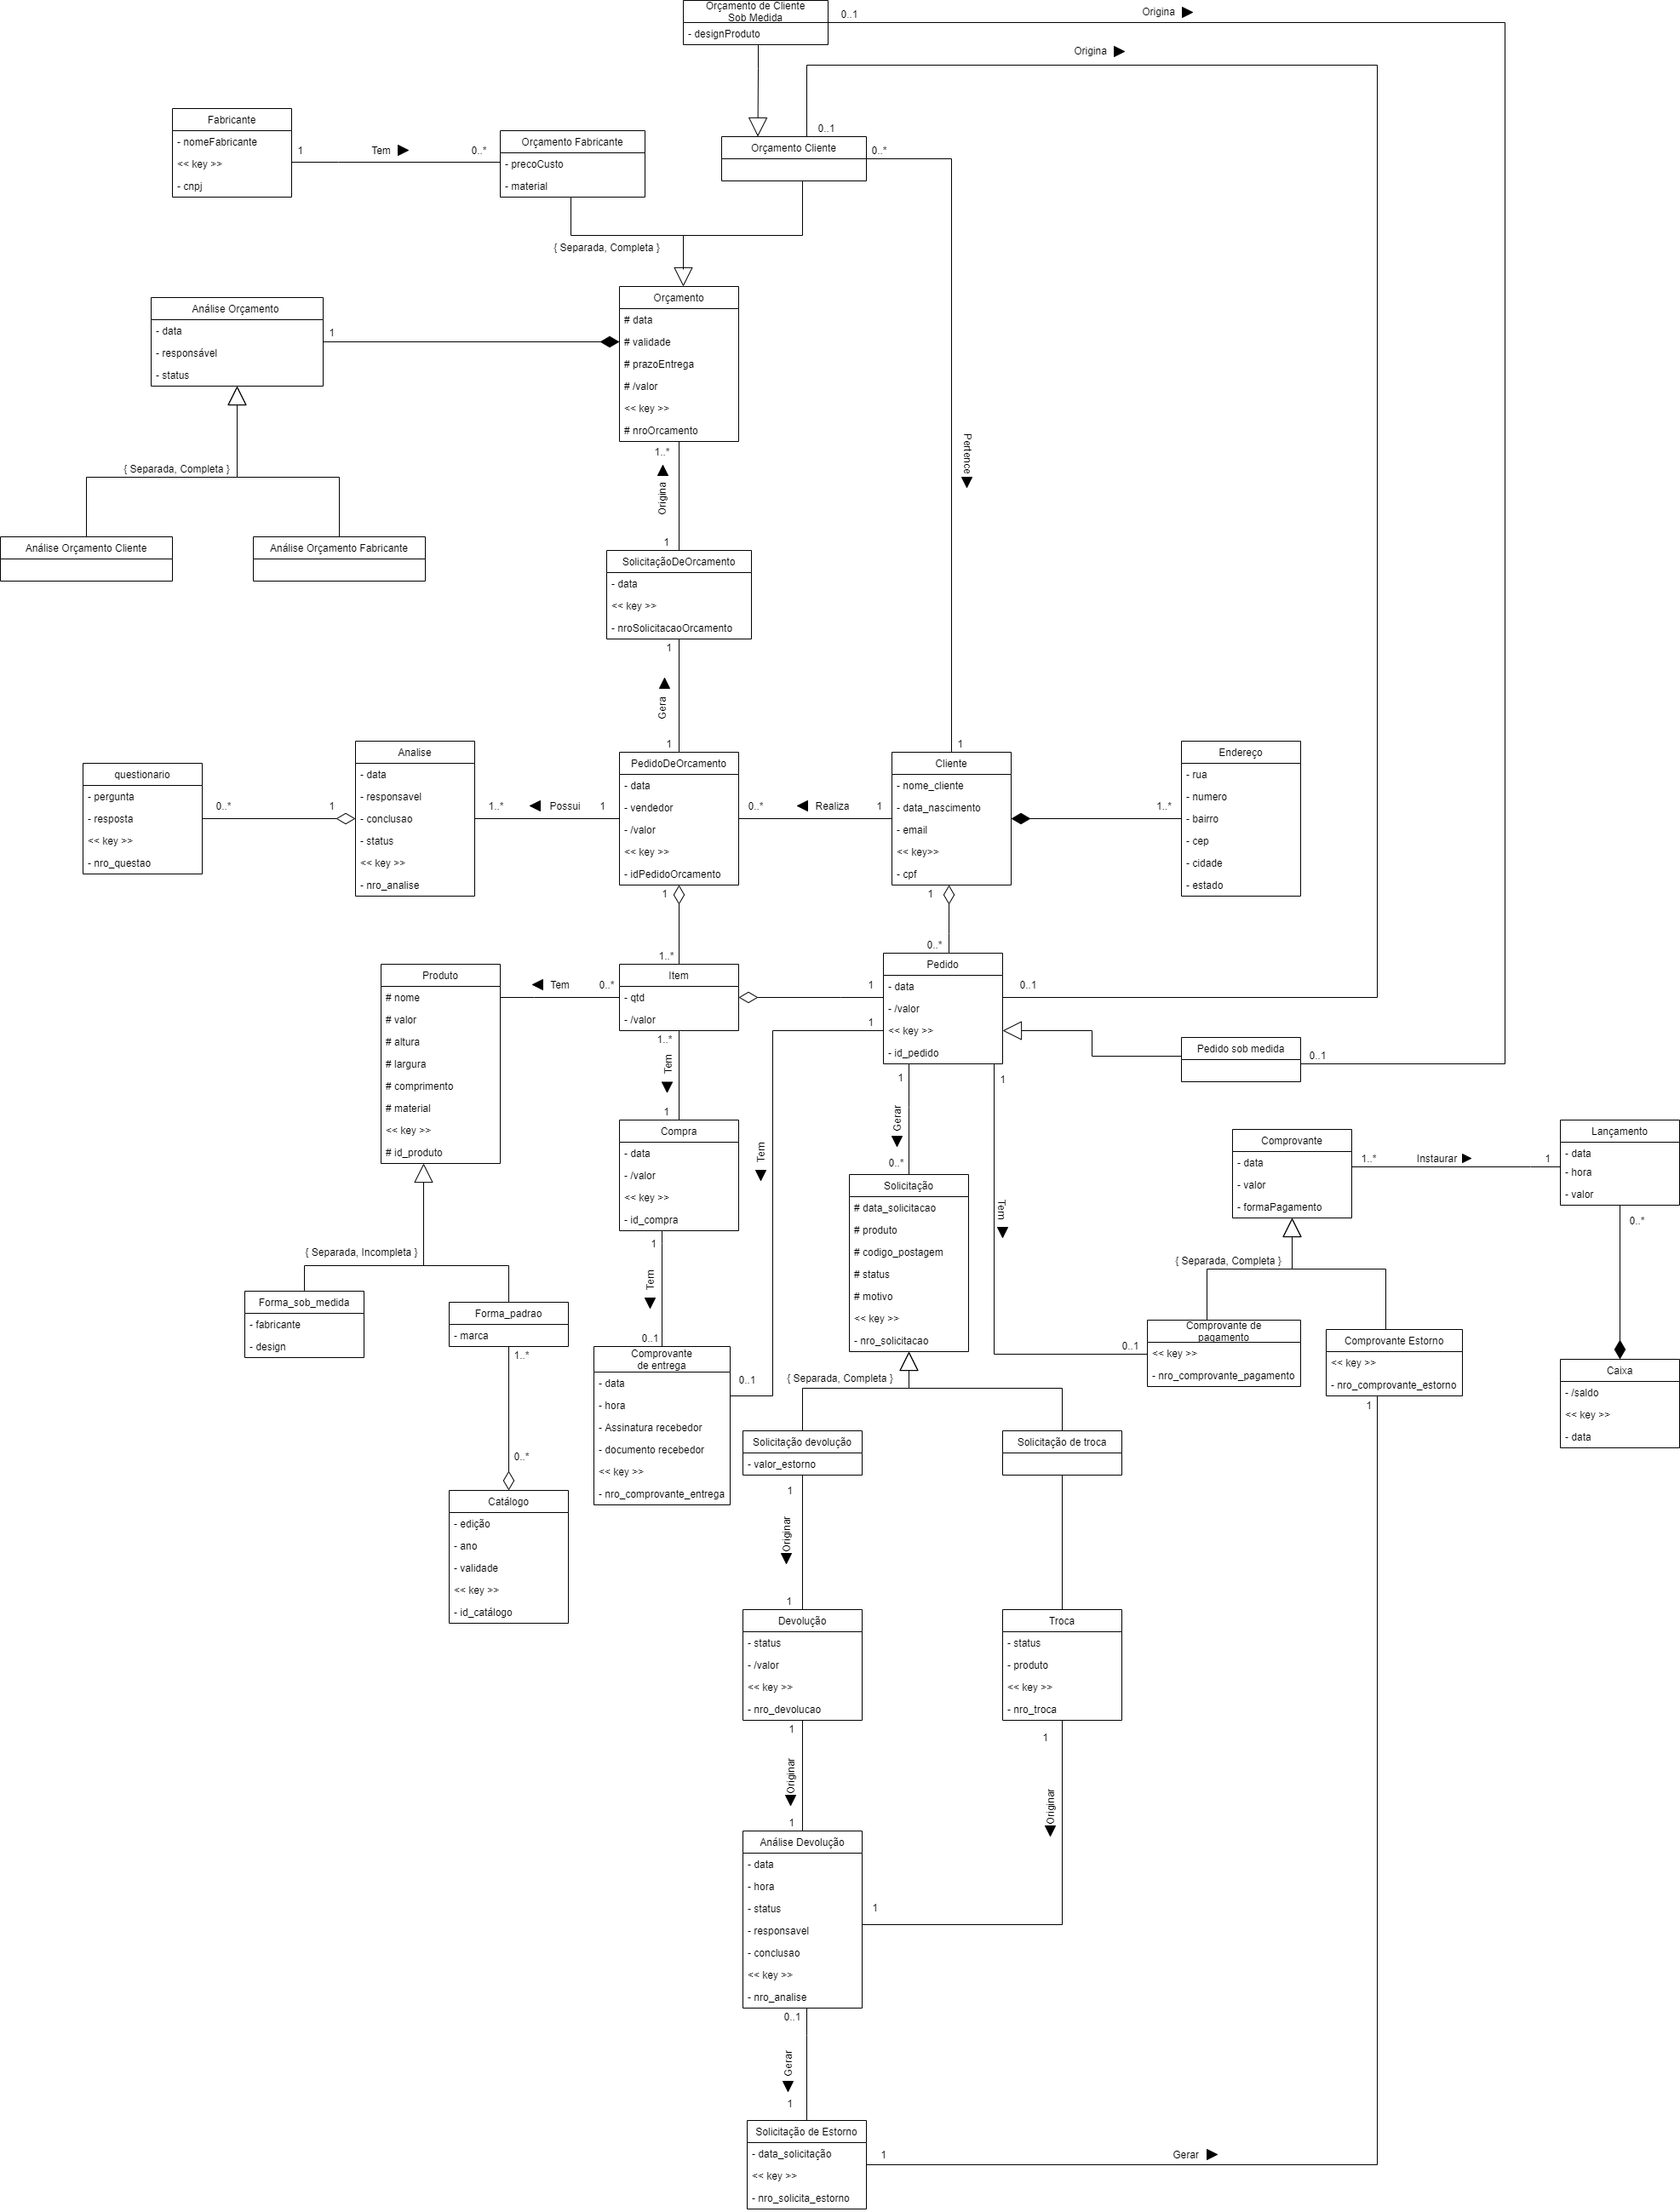 Orçamento de Cliente
Sob Medida
- designProduto
0..1
Origina
Origina
0..1
Fabricante
- nomeFabricante
<< key >>
- cnpj
1
Tem
0..*
Orçamento Fabricante
- precoCusto
- material
Orçamento Cliente
0..*
{ Separada, Completa }
Análise Orçamento
- data
- responsável
- status
1
Orçamento
# data
# validade
# prazoEntrega
# /valor
<< key >>
# nroOrcamento
1..*
Origina
1
Pertence
{ Separada, Completa }
Análise Orçamento Cliente
Análise Orçamento Fabricante
SolicitaçãoDeOrcamento
- data
<< key >>
- nroSolicitacaoOrcamento
1
Gera
1
1
questionario
- pergunta
- resposta
<< key >>
- nro_questao
0..*
1
Analise
- data
- responsavel
- conclusao
- status
<< key >>
- nro_analise
1..*
Possui
1
PedidoDeOrcamento
- data
- vendedor
- /valor
<< key >>
- idPedidoOrcamento
0..*
Realiza
1
Cliente
- nome_cliente
- data_nascimento
- email
<< key>>
- cpf
1..*
Endereço
- rua
- numero
- bairro
- cep
- cidade
- estado
1
1..*
1
0..*
Produto
# nome
# valor
# altura
# largura
# comprimento
# material
<< key >>
# id_produto
Tem
0..*
Item
- qtd
- /valor
1
1
Pedido
- data
- /valor
<< key >>
- id_pedido
0..1
Pedido sob medida
0..1
1..*
Tem
1
Compra
- data
- /valor
<< key >>
- id_compra
Tem
1
Gerar
0..*
1
Tem
0..1
Solicitação
# data_solicitacao
# produto
# codigo_postagem
# status
# motivo
<< key >>
- nro_solicitacao
Comprovante
- data
- valor
- formaPagamento
1..*
Instaurar
1
Lançamento
- data
- hora
- valor
0..*
{ Separada, Completa }
Comprovante de
pagamento
<< key >>
- nro_comprovante_pagamento
Comprovante Estorno
<< key >>
- nro_comprovante_estorno
1
Caixa
- /saldo
<< key >>
- data
{ Separada, Incompleta }
Forma_sob_medida
- fabricante
- design
Forma_padrao
- marca
1..*
0..*
Catálogo
- edição
- ano
- validade
<< key >>
- id_catálogo
1
Tem
0..1
Comprovante
de entrega
- data
- hora
- Assinatura recebedor
- documento recebedor
<< key >>
- nro_comprovante_entrega
0..1
{ Separada, Completa }
Solicitação devolução
- valor_estorno
Solicitação de troca
1
Originar
1
Devolução
- status
- /valor
<< key >>
- nro_devolucao
Troca
- status
- produto
<< key >>
- nro_troca
1
Originar
1
1
Originar
1
Análise Devolução
- data
- hora
- status
- responsavel
- conclusao
<< key >>
- nro_analise
0..1
Gerar
1
Solicitação de Estorno
- data_solicitação
<< key >>
- nro_solicita_estorno
1
Gerar